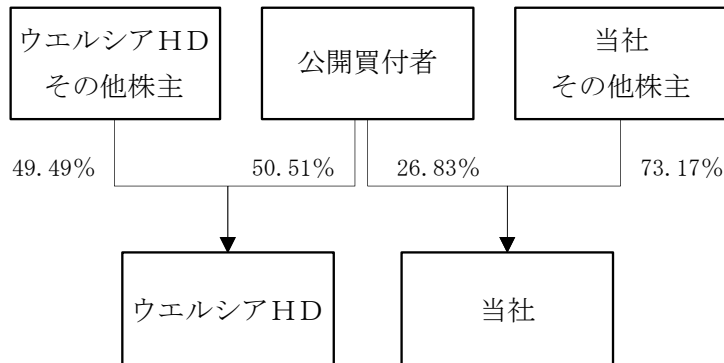 ウエルシアＨＤ
その他株主
公開買付者
当社
その他株主
49.49%
50.51%
26.83%
73.17%
ウエルシアＨＤ
当社